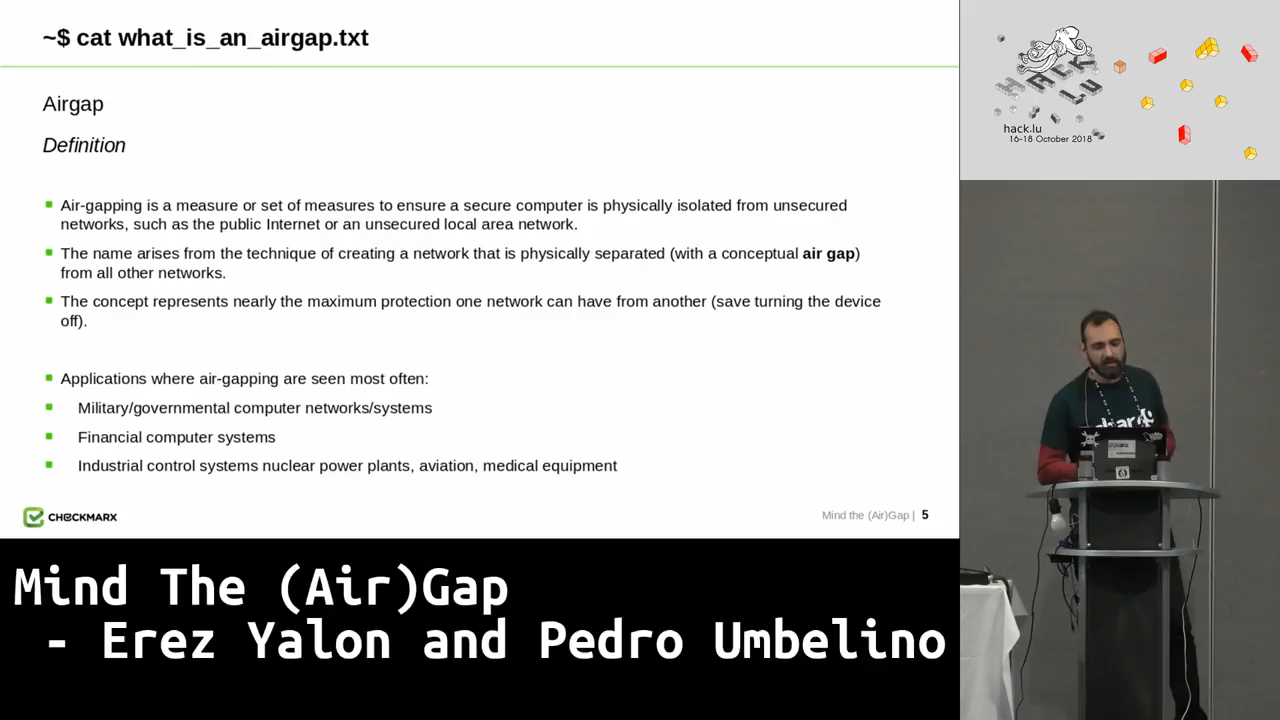 ~$ cat what_is_an_airgap.txt
Airgap
Definition
Air-gapping is a measure or set of measures to ensure a secure computer is physically isolated from unsecured
networks, such as the public Internet or an unsecured local area network.
The name arises from the technique of creating a network that is physically separated (with a conceptual air gap)
from all other networks.
The concept represents nearly the maximum protection one network can have from another (save turning the device
off).
Applications where air-gapping are seen most often:
Military/governmental computer networks/systems
Financial computer systems
Industrial control systems nuclear power plants, aviation, medical equipment
CHECKMARX
Mind the (Air)Gap | 5
HACK
LU
hack.lu
16-18 October 2018
Mind The (Air)Gap
- Erez Yalon and Pedro Umbelino